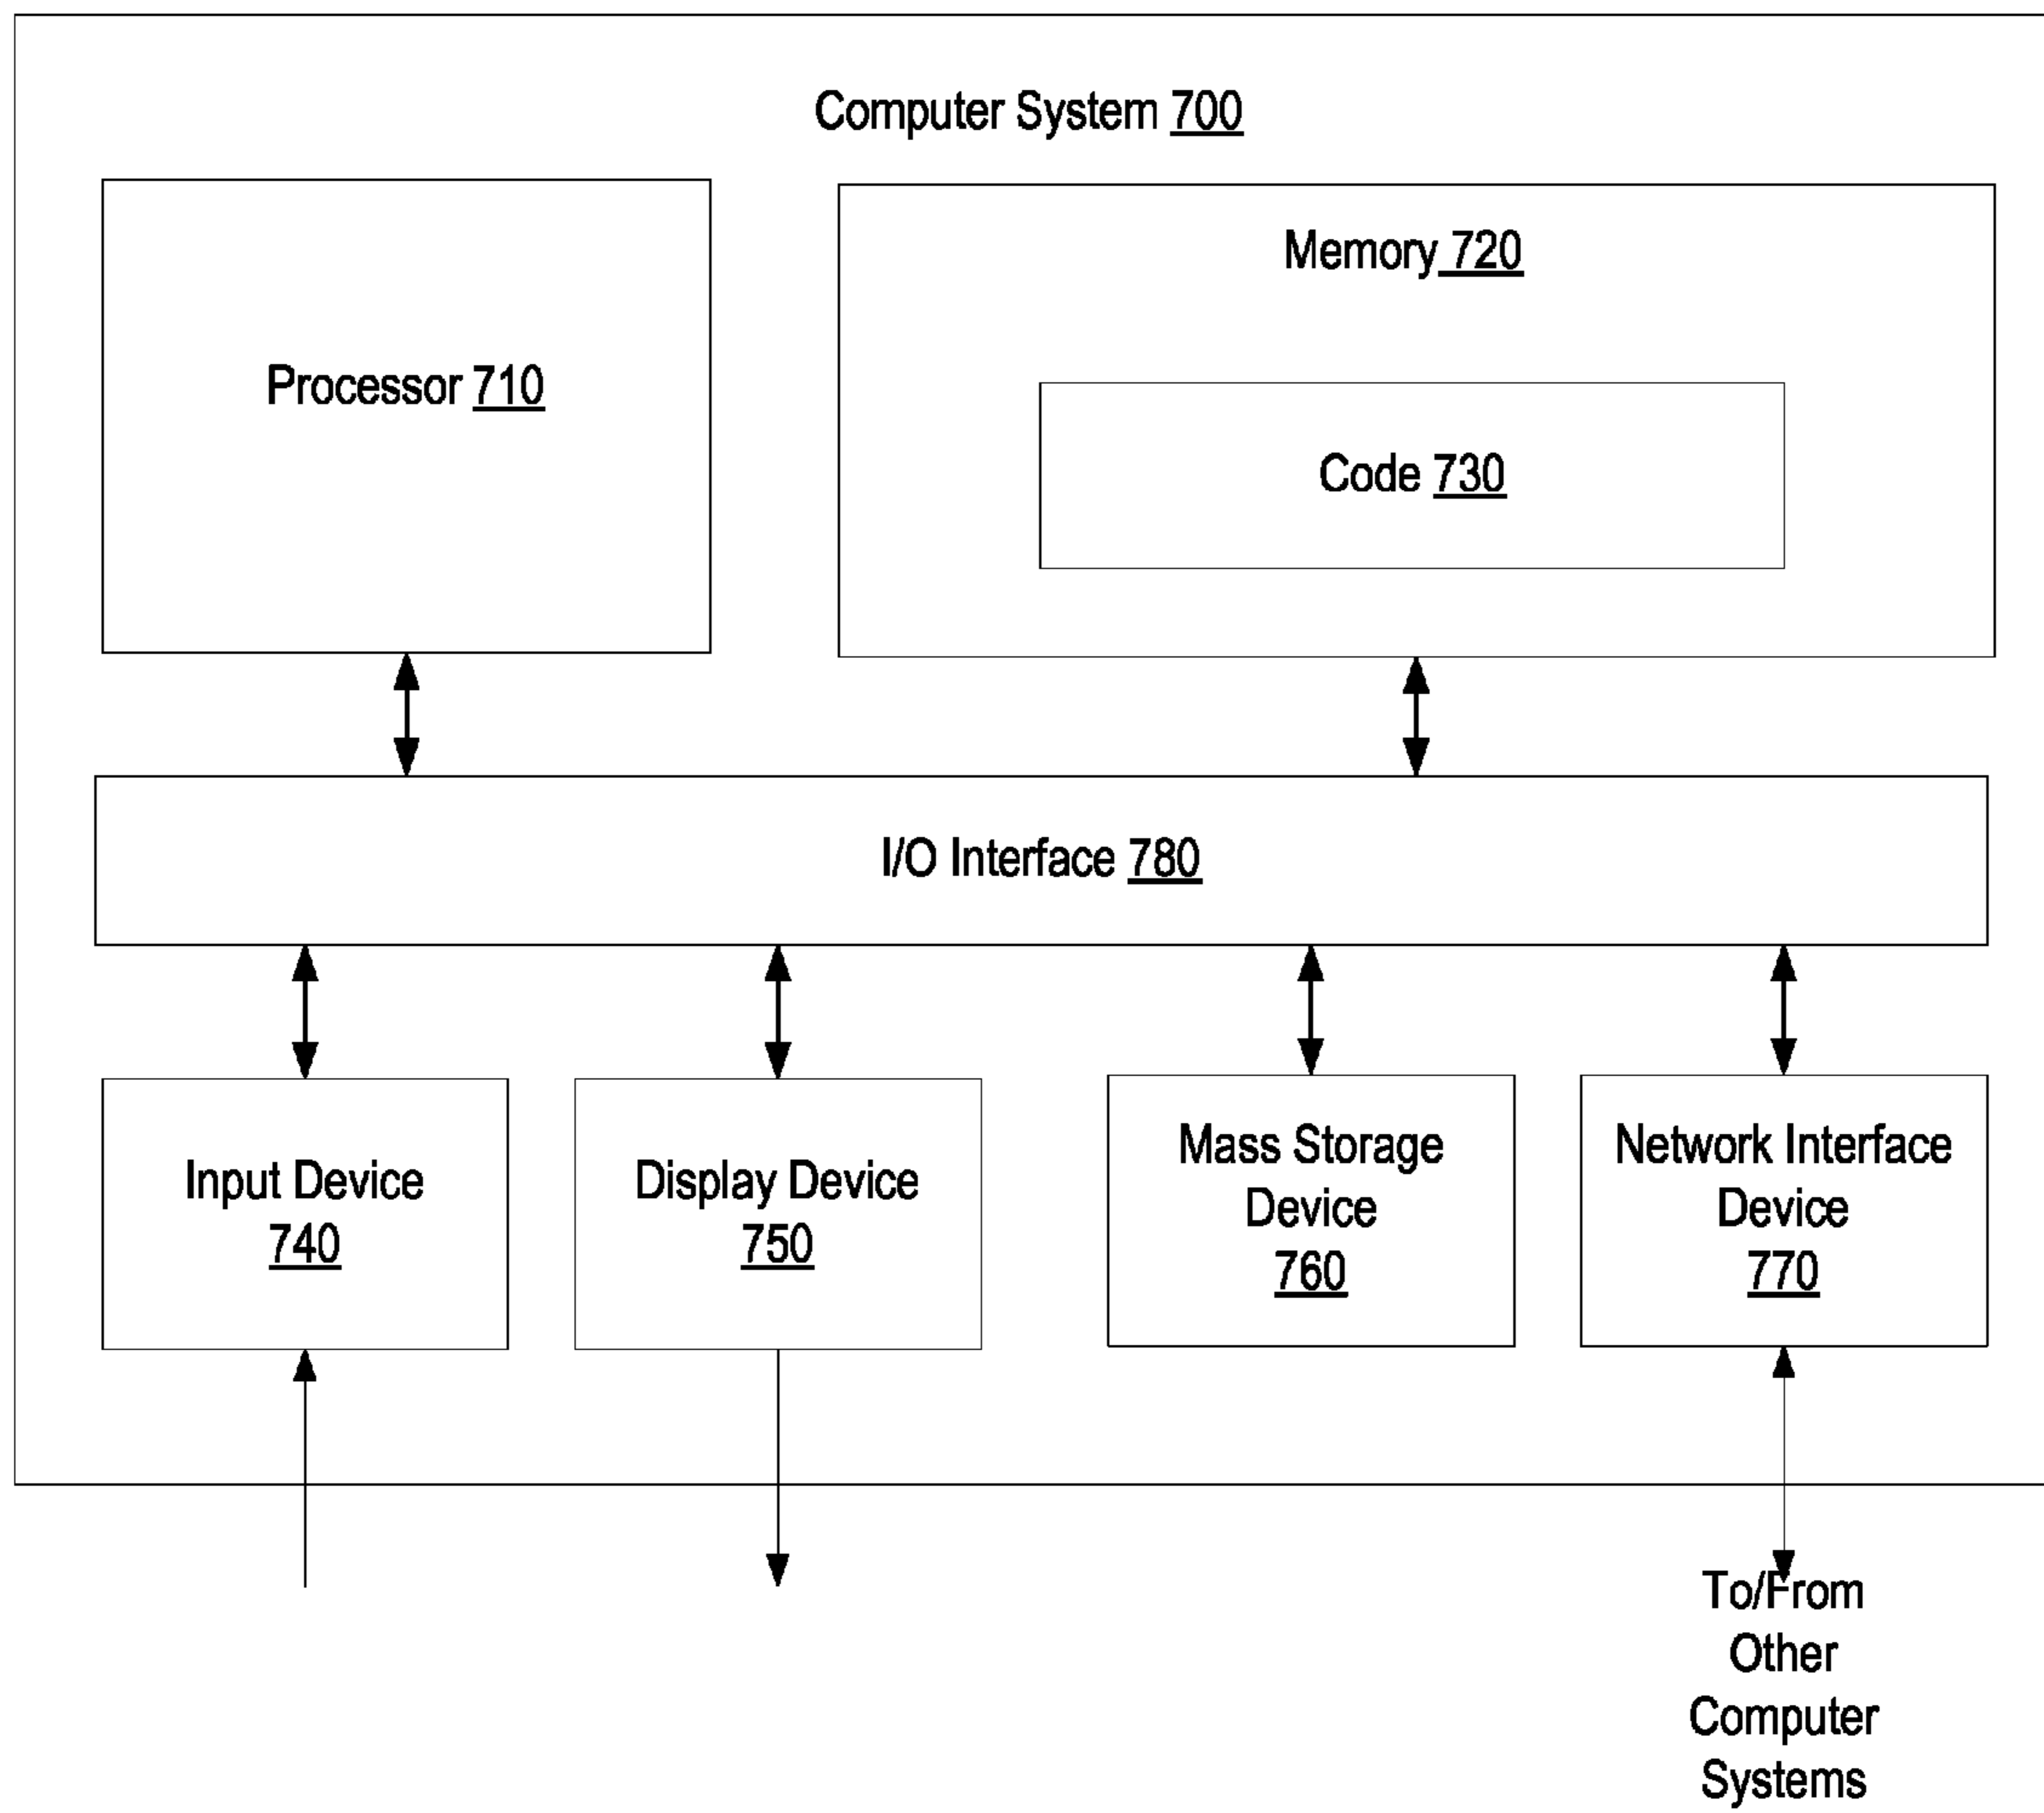 Computer System 700
Processor 710
Memory 720
Code 730
I/O Interface 780
Input Device
740
Display Device
750
Mass Storage
Device
760
Network Interface
Device
770
To/From
Other
Computer
Systems